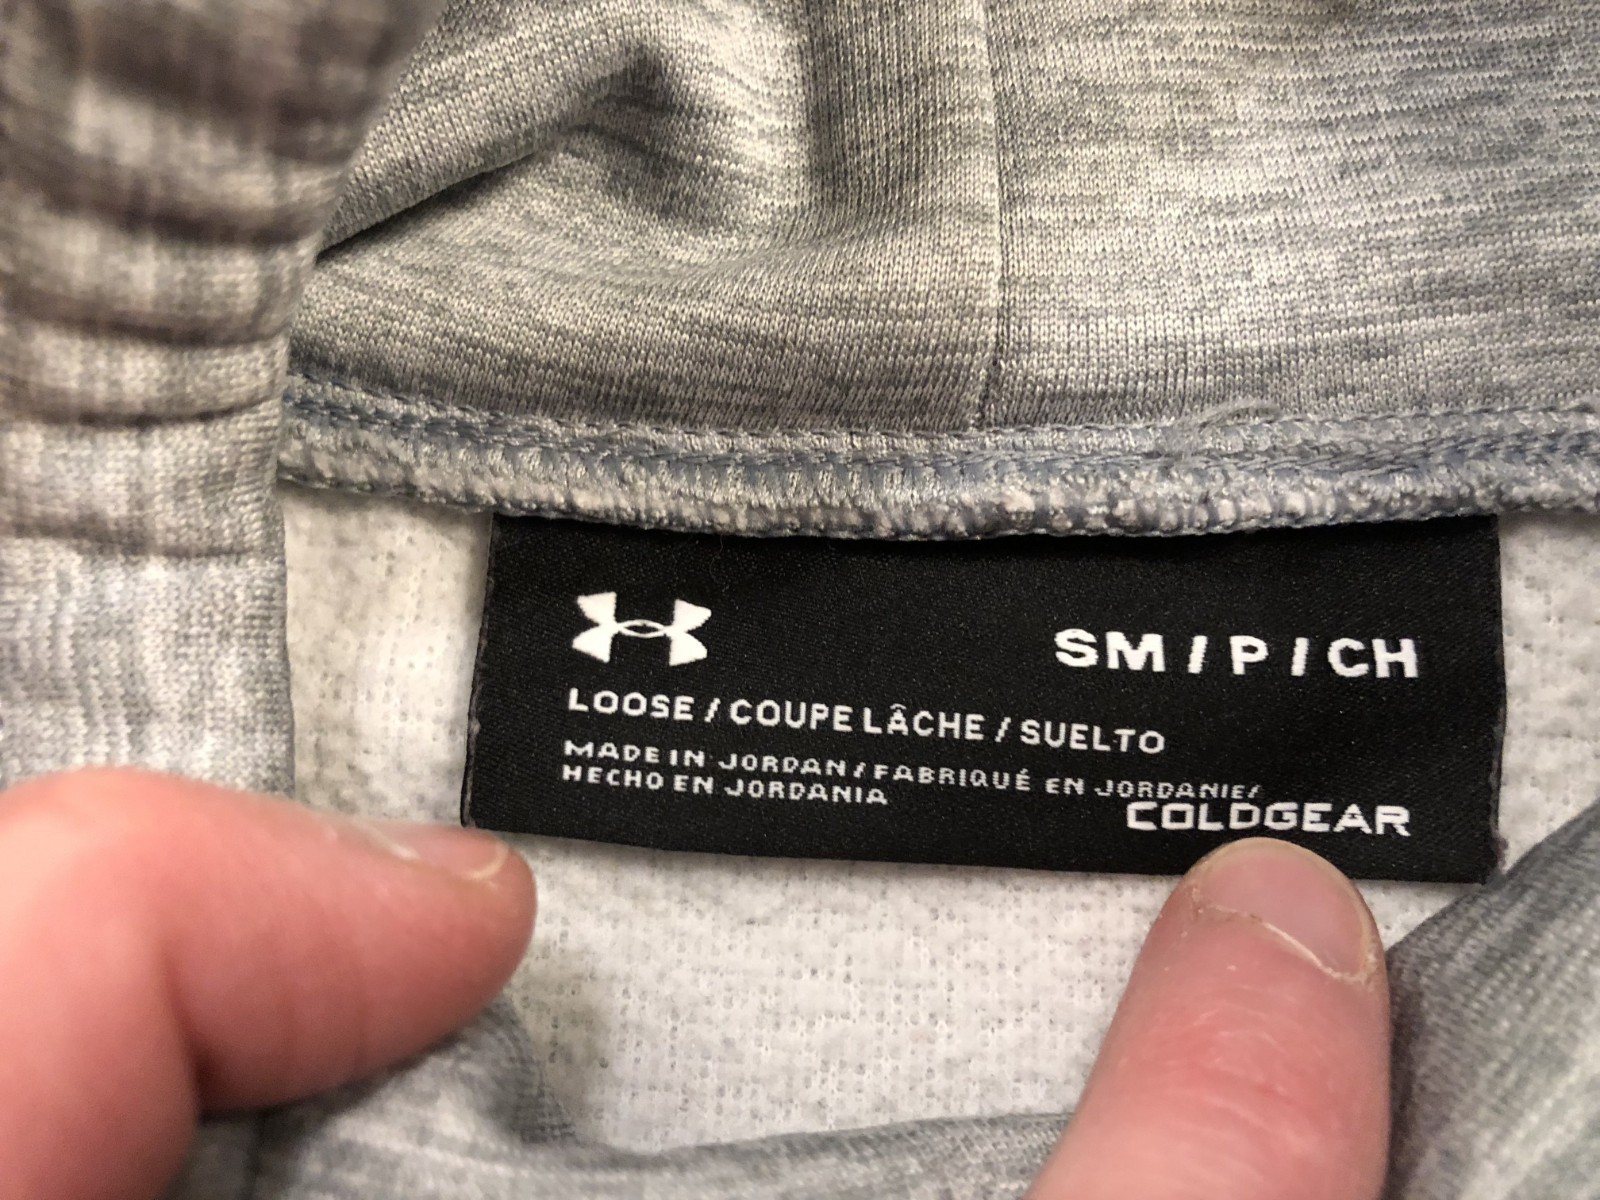 SM / P / CH
LOOSE / COUPE LÂCHE / SUELTO
MADE IN JORDAN / FABRIQUÉ EN JORDANIE/
HECHO EN JORDANIA
COLDGEAR